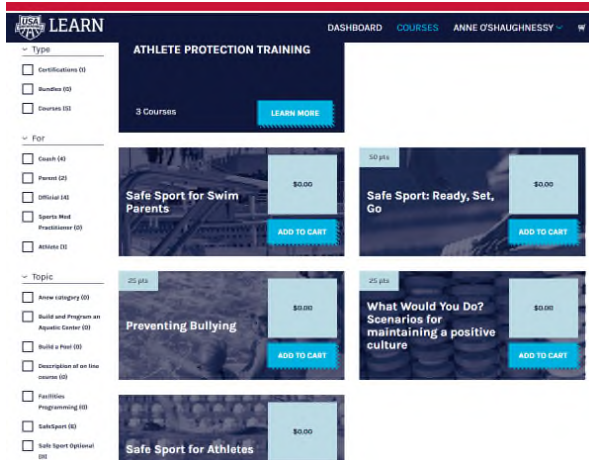 USA
LEARN
DASHBOARD COURSES ANNE O'SHAUGHNESSY
Type
Certifications (1)
Bundles (0)
Courses (5)
For
Coach (4)
Parent (2)
Official (4)
Sports Med
Practitioner (0)
Athlete (1)
Topic
Anew category (0)
Build and Program an
Aquatic Center (0)
Build a Pool (0)
Description of on line
course (0)
Facilities
Programming (0)
SafeSport (6)
Safe Sport Optional
ATHLETE PROTECTION TRAINING
3 Courses
LEARN MORE
Safe Sport for Swim
Parents
$0.00
ADD TO CART
50 pts
Safe Sport: Ready, Set,
Go
$0.00
ADD TO CART
25 pts
Preventing Bullying
$0.00
ADD TO CART
25 pts
What Would You Do?
Scenarios for
maintaining a positive
culture
$0.00
ADD TO CART
Safe Sport for Athletes
$0.00